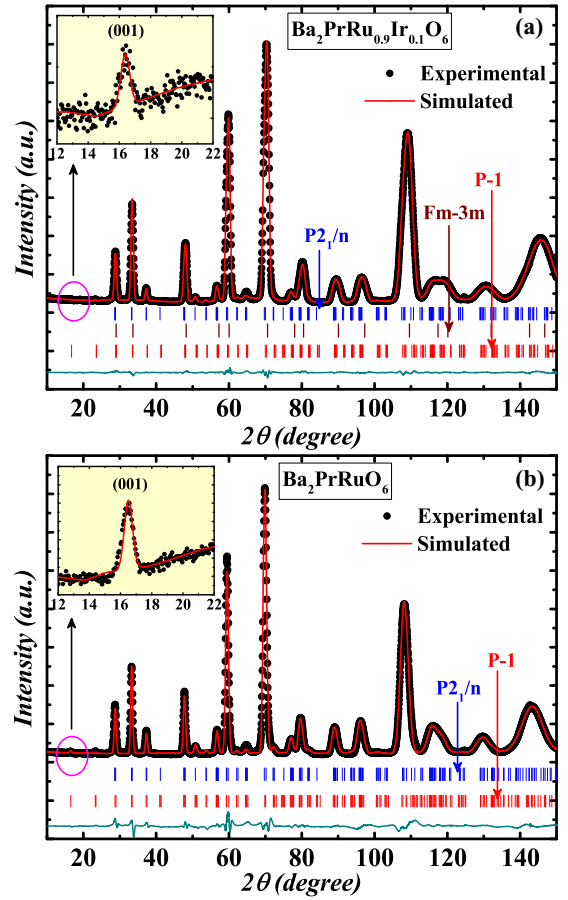 (a)
Ba₂PrRu₀.₉Ir₀.₁O₆
(001)
12 14 16 18 20 22
Experimental
Simulated
P-1
Fm-3m
P2₁/n
Intensity (a.u.)
20 40 60 80 100 120 140
2θ (degree)
(b)
Ba₂PrRuO₆
(001)
12 14 16 18 20 22
Experimental
Simulated
P-1
P2₁/n
Intensity (a.u.)
20 40 60 80 100 120 140
2θ (degree)